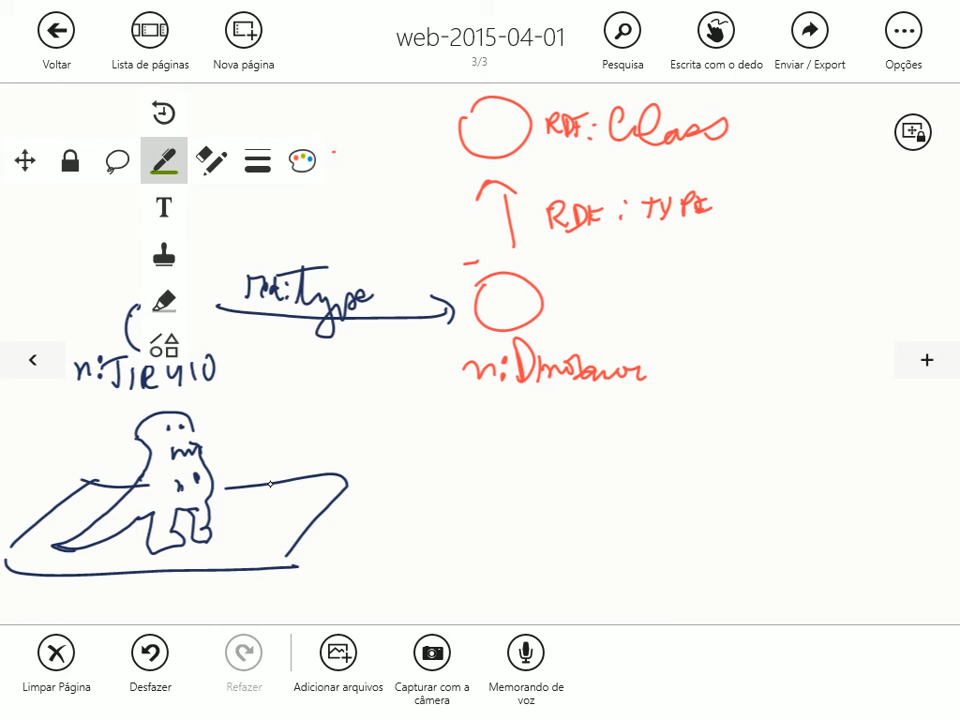 web-2015-04-01
3/3
Voltar
Lista de páginas
Nova página
Pesquisa
Escrita com o dedo
Enviar / Export
Opções
RDF: Class
T
RDF: TYPE
rdf:Type
n:Dinosaur
Limpar Página
Desfazer
Refazer
Adicionar arquivos
Capturar com a
câmera
Memorando de
voz